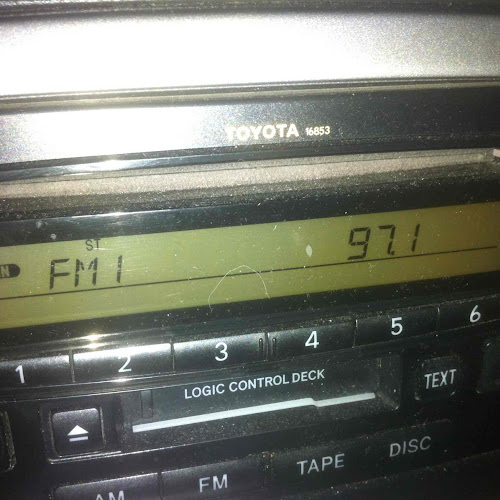 TOYOTA 16853
ST
FM1 97.1
1 2 3 4 5 6
LOGIC CONTROL DECK
TEXT
AM FM TAPE DISC